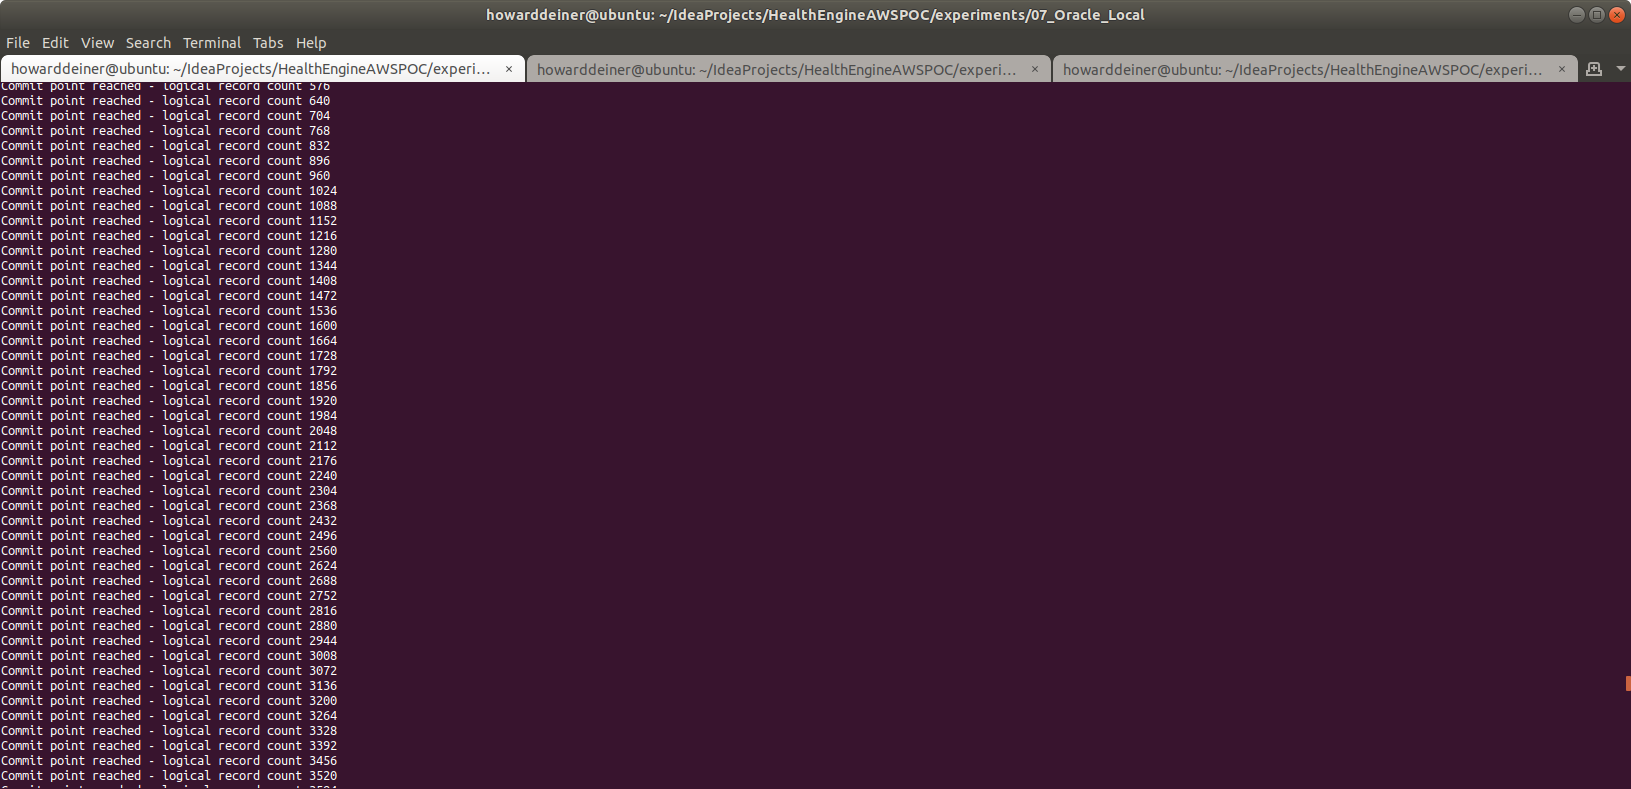 howarddeiner@ubuntu: ~/IdeaProjects/HealthEngineAWSPOC/experiments/07_Oracle_Local
File Edit View Search Terminal Tabs Help
howarddeiner@ubuntu: ~/IdeaProjects/HealthEngineAWSPOC/experi... × howarddeiner@ubuntu: ~/IdeaProjects/HealthEngineAWSPOC/experi... × howarddeiner@ubuntu: ~/IdeaProjects/HealthEngineAWSPOC/experi... ×
Commit point reached - logical record count 576
Commit point reached - logical record count 640
Commit point reached - logical record count 704
Commit point reached - logical record count 768
Commit point reached - logical record count 832
Commit point reached - logical record count 896
Commit point reached - logical record count 960
Commit point reached - logical record count 1024
Commit point reached - logical record count 1088
Commit point reached - logical record count 1152
Commit point reached - logical record count 1216
Commit point reached - logical record count 1280
Commit point reached - logical record count 1344
Commit point reached - logical record count 1408
Commit point reached - logical record count 1472
Commit point reached - logical record count 1536
Commit point reached - logical record count 1600
Commit point reached - logical record count 1664
Commit point reached - logical record count 1728
Commit point reached - logical record count 1792
Commit point reached - logical record count 1856
Commit point reached - logical record count 1920
Commit point reached - logical record count 1984
Commit point reached - logical record count 2048
Commit point reached - logical record count 2112
Commit point reached - logical record count 2176
Commit point reached - logical record count 2240
Commit point reached - logical record count 2304
Commit point reached - logical record count 2368
Commit point reached - logical record count 2432
Commit point reached - logical record count 2496
Commit point reached - logical record count 2560
Commit point reached - logical record count 2624
Commit point reached - logical record count 2688
Commit point reached - logical record count 2752
Commit point reached - logical record count 2816
Commit point reached - logical record count 2880
Commit point reached - logical record count 2944
Commit point reached - logical record count 3008
Commit point reached - logical record count 3072
Commit point reached - logical record count 3136
Commit point reached - logical record count 3200
Commit point reached - logical record count 3264
Commit point reached - logical record count 3328
Commit point reached - logical record count 3392
Commit point reached - logical record count 3456
Commit point reached - logical record count 3520